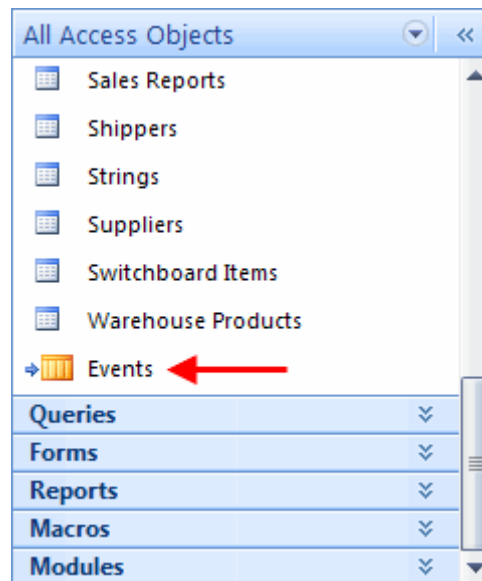 All Access Objects
Sales Reports
Shippers
Strings
Suppliers
Switchboard Items
Warehouse Products
Events
Queries
Forms
Reports
Macros
Modules